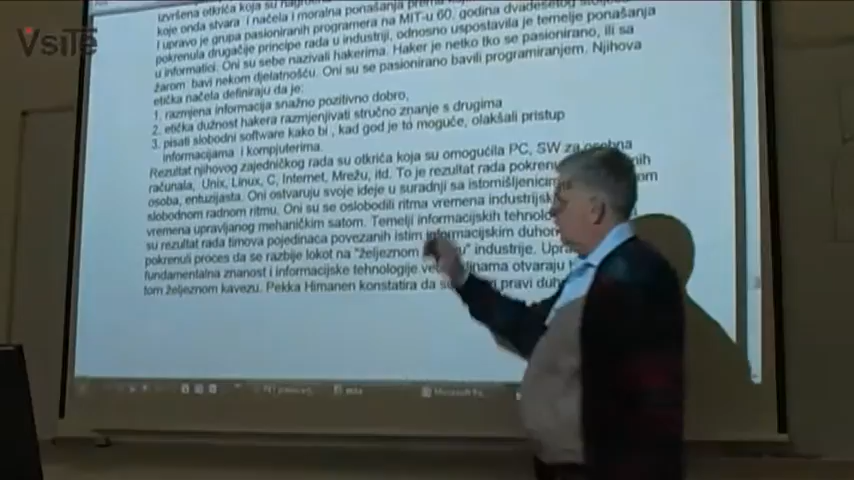 VsiTe
izvršena otkrića koja su
koje onda stvara i načela i moralna ponašanja prema
I upravo je grupa pasioniranih programera na MIT-u 60. godina dvadesetog
pokrenula drugačije principe rada u industriji, odnosno uspostavila je temelje ponašanja
u informatici. Oni su sebe nazivali hakerima. Haker je netko tko se pasionirano, ili sa
žarom bavi nekom djelatnošću. Oni su se pasionirano bavili programiranjem. Njihova
etička načela definiraju da je:
1. razmjena informacija snažno pozitivno dobro,
2. etička dužnost hakera razmjenjivati stručno znanje s drugima
3. pisati slobodni software kako bi , kad god je to moguće, olakšali pristup
informacijama i kompjuterima.
Rezultat njihovog zajedničkog rada su otkrića koja su omogućila PC, SW za osobna
računala, Unix, Linux, C, Internet, Mrežu, itd. To je rezultat rada
osoba, entuzijasta. Oni ostvaruju svoje ideje u suradnji sa istomišljenicima
slobodnom radnom ritmu. Oni su se oslobodili ritma vremena
vremena upravljanog mehaničkim satom. Temelji informacijskih
su rezultat rada timova pojedinaca povezanih istim informacijskim
pokrenuli proces da se razbije lokot na "željeznom industrije.
fundamentalna znanost i informacijske tehnologije otvaraju
tom željeznom kavezu. Pekka Himanen konstatira da pravi